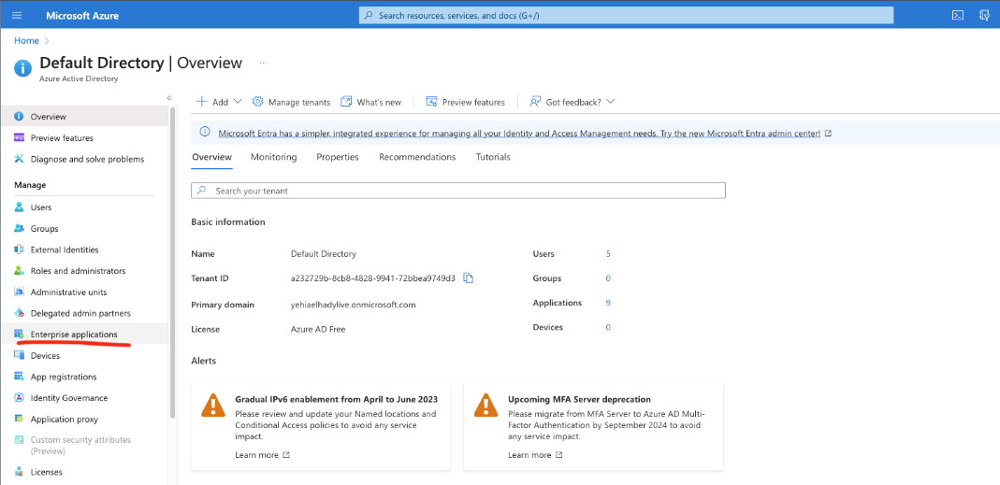 Microsoft Azure
Search resources, services, and docs (G+/)
Home
Default Directory | Overview
Azure Active Directory
Overview
Preview features
Diagnose and solve problems
Manage
Users
Groups
External Identities
Roles and administrators
Administrative units
Delegated admin partners
Enterprise applications
Devices
App registrations
Identity Governance
Application proxy
Custom security attributes
(Preview)
Licenses
Add
Manage tenants
What's new
Preview features
Got feedback?
Microsoft Entra has a simpler, integrated experience for managing all your Identity and Access Management needs. Try the new Microsoft Entra admin center!
Overview Monitoring Properties Recommendations Tutorials
Search your tenant
Basic information
Name Default Directory
Tenant ID a232729b-8cb8-4828-9941-72bbea9749d3
Primary domain yehiaelhadylive.onmicrosoft.com
License Azure AD Free
Users 5
Groups 0
Applications 9
Devices 0
Alerts
Gradual IPv6 enablement from April to June 2023
Please review and update your Named locations and
Conditional Access policies to avoid any service
impact.
Learn more
Upcoming MFA Server deprecation
Please migrate from MFA Server to Azure AD Multi-
Factor Authentication by September 2024 to avoid
any service impact.
Learn more